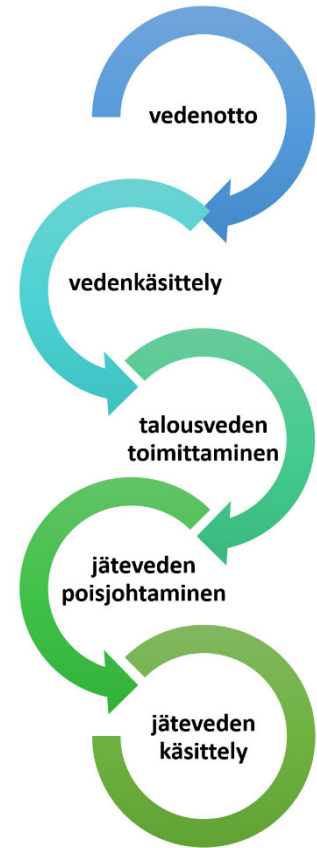 vedenotto
vedenkäsittely
talousveden
toimittaminen
jäteveden
poisjohtaminen
jäteveden
käsittely